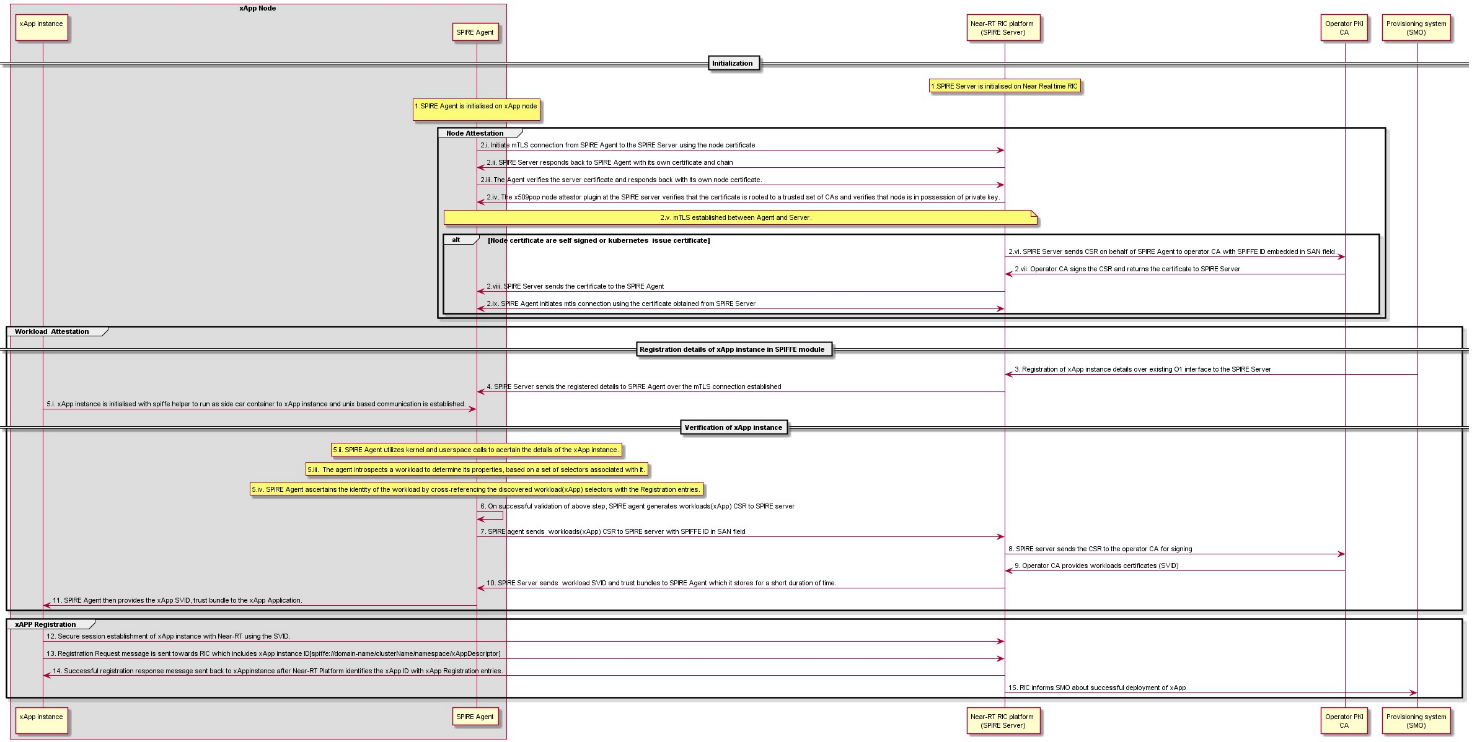 xApp Node
xApp instance
SPIRE Agent
Near-RT RIC platform
(SPIRE Server)
Operator PKI
CA
Provisioning system
(SMO)
Initialization
1.SPIRE Server is initialised on Near Real time RIC
1.SPIRE Agent is initialised on xApp node
Node Attestation
2.i. Initiate mTLS connection from SPIRE Agent to the SPIRE Server using the node certificate
2.ii. SPIRE Server responds back to SPIRE Agent with its own certificate and chain
2.iii. The Agent verifies the server certificate and responds back with its own node certificate.
2.iv. The x509pop node attestor plugin at the SPIRE server verifies that the certificate is rooted to a trusted set of CAs and verifies that node is in possession of private key.
2.v. mTLS established between Agent and Server.
alt
[Node certificate are self signed or kubernetes issue certificate]
2.vi. SPIRE Server sends CSR on behalf of SPIRE Agent to operator CA with SPIFFE ID embedded in SAN field
2.vii. Operator CA signs the CSR and returns the certificate to SPIRE Server
2.viii. SPIRE Server sends the certificate to the SPIRE Agent
2.ix. SPIRE Agent initiates mtls connection using the certificate obtained from SPIRE Server
Workload Attestation
Registration details of xApp instance in SPIFFE module
3. Registration of xApp instance details over existing O1 interface to the SPIRE Server
4. SPIRE Server sends the registered details to SPIRE Agent over the mTLS connection established
5.i. xApp instance is initialised with spiffe helper to run as side car container to xApp instance and unix based communication is established
Verification of xApp instance
5.ii. SPIRE Agent utilizes kernel and userspace calls to acertain the details of the xApp instance.
5.iii. The agent introspects a workload to determine its properties, based on a set of selectors associated with it.
5.iv. SPIRE Agent ascertains the identity of the workload by cross-referencing the discovered workload(xApp) selectors with the Registration entries.
6. On successful validation of above step, SPIRE agent generates workloads(xApp) CSR to SPIRE server
7. SPIRE agent sends workloads(xApp) CSR to SPIRE server with SPIFFE ID in SAN field
8. SPIRE server sends the CSR to the operator CA for signing
9. Operator CA provides workloads certificates (SVID)
10. SPIRE Server sends workload SVID and trust bundles to SPIRE Agent which it stores for a short duration of time.
11. SPIRE Agent then provides the xApp SVID, trust bundle to the xApp Application.
xAPP Registration
12. Secure session establishment of xApp instance with Near-RT using the SVID.
13. Registration Request message is sent towards RIC which includes xApp instance ID[spiffe://domain-name/clusterName/namespace/xAppDescriptor]
14. Successful registration response message sent back to xAppinstance after Near-RT Platform identifies the xApp ID with xApp Registration entries.
15. RIC informs SMO about successful deployment of xApp
xApp instance
SPIRE Agent
Near-RT RIC platform
(SPIRE Server)
Operator PKI
CA
Provisioning system
(SMO)